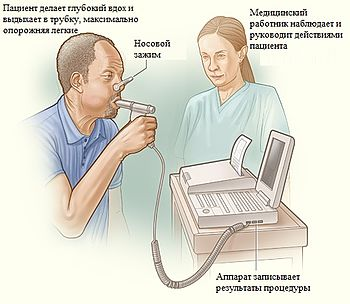 Пациент делает глубокий вдох и
выдыхает в трубку, максимально
опорожняя легкие
Носовой
зажим
Медицинский
работник наблюдает и
руководит действиями
пациента
Аппарат записывает
результаты процедуры